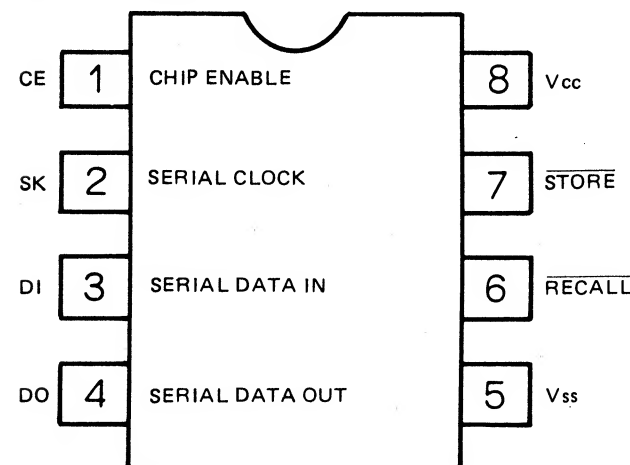 CE 1 CHIP ENABLE 8 Vcc
SK 2 SERIAL CLOCK 7 STORE
DI 3 SERIAL DATA IN 6 RECALL
DO 4 SERIAL DATA OUT 5 Vss